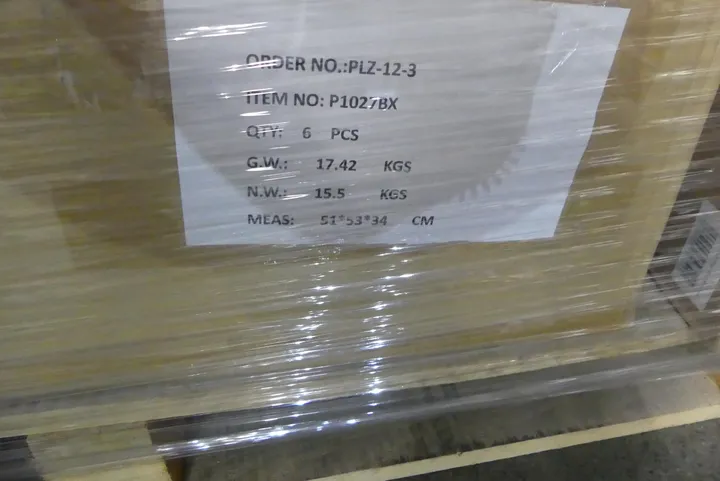 ORDER NO.:PLZ-12-3
ITEM NO: P1027BX
QTY: 6 PCS
G.W.: 17.42 KGS
N.W.: 15.5 KGS
MEAS: 51*53*34 CM